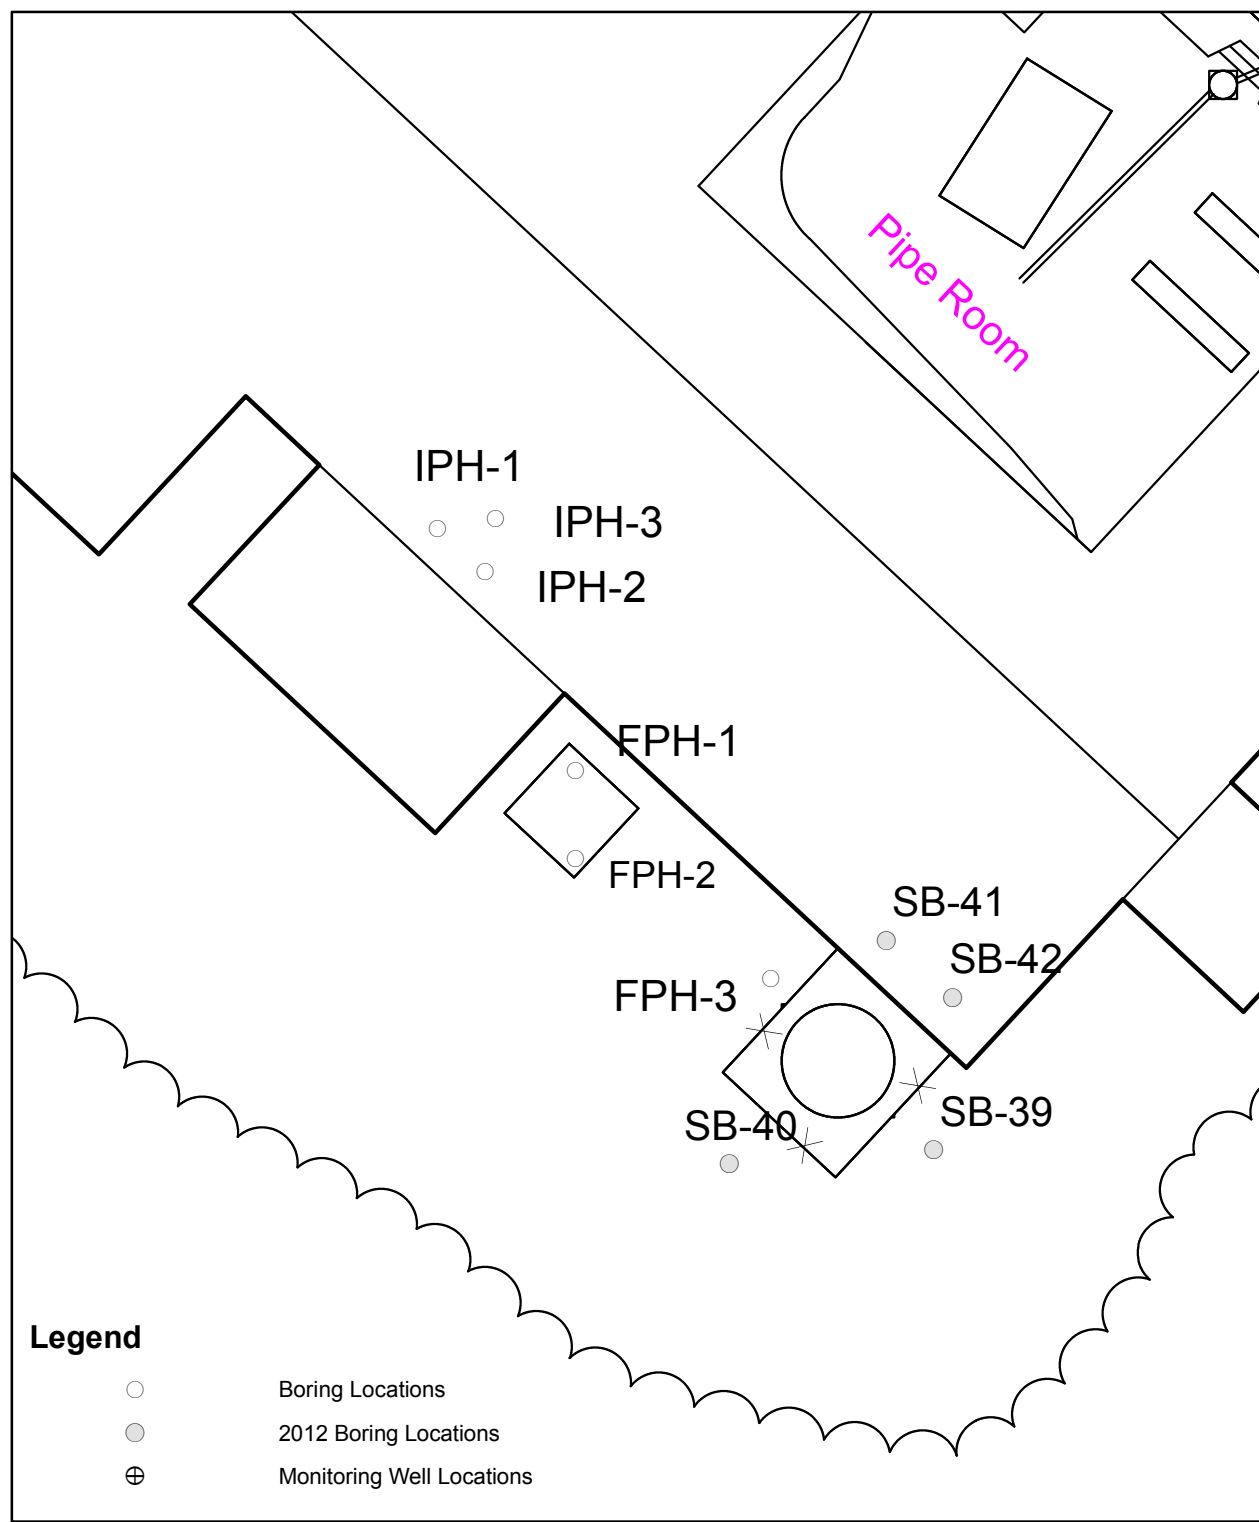 Pipe Room
IPH-1
IPH-3
IPH-2
FPH-1
FPH-2
SB-41
SB-42
FPH-3
SB-39
SB-40
Legend
Boring Locations
2012 Boring Locations
Monitoring Well Locations